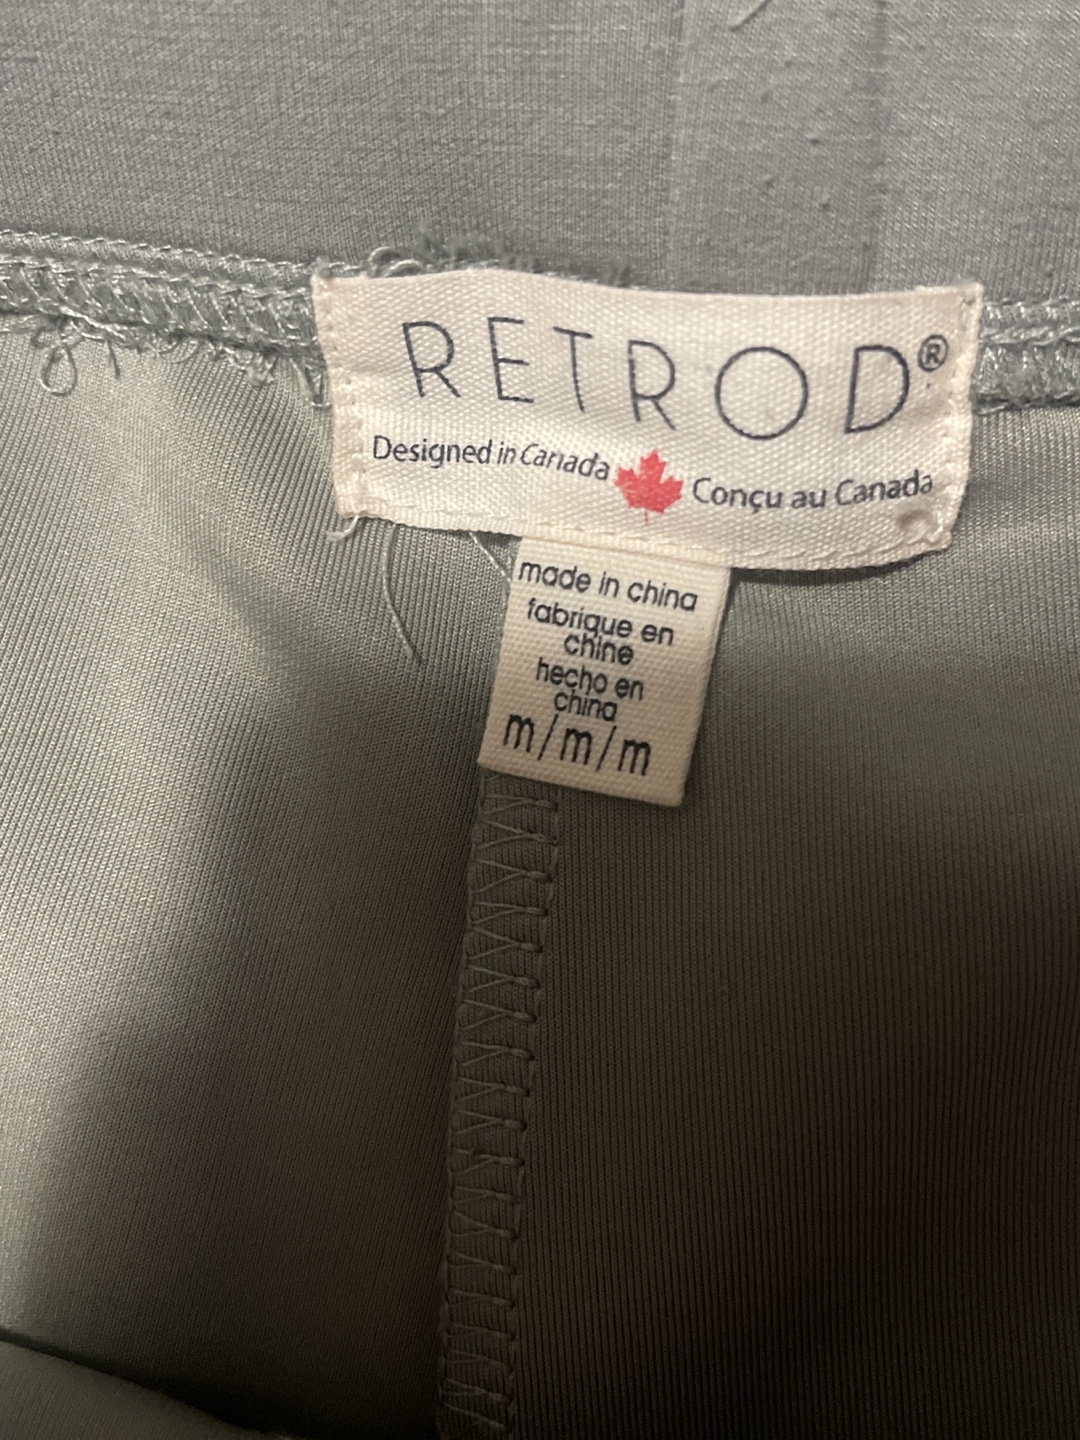 RETROD®
Designed in Canada Conçu au Canada
made in china
fabrique en
chine
hecho en
china
m/m/m